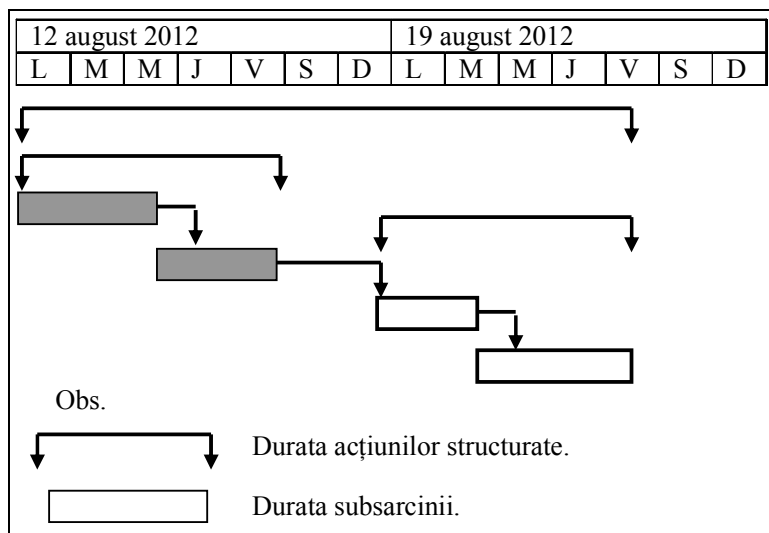 12 august 2012 19 august 2012
L M M J V S D L M M J V S D
Obs.
Durata acțiunilor structurate.
Durata subsarcinii.